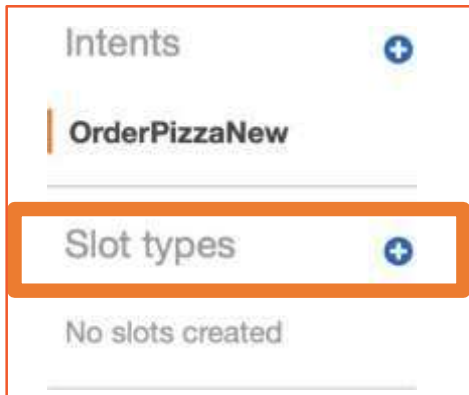 Intents
OrderPizzaNew
Slot types
No slots created